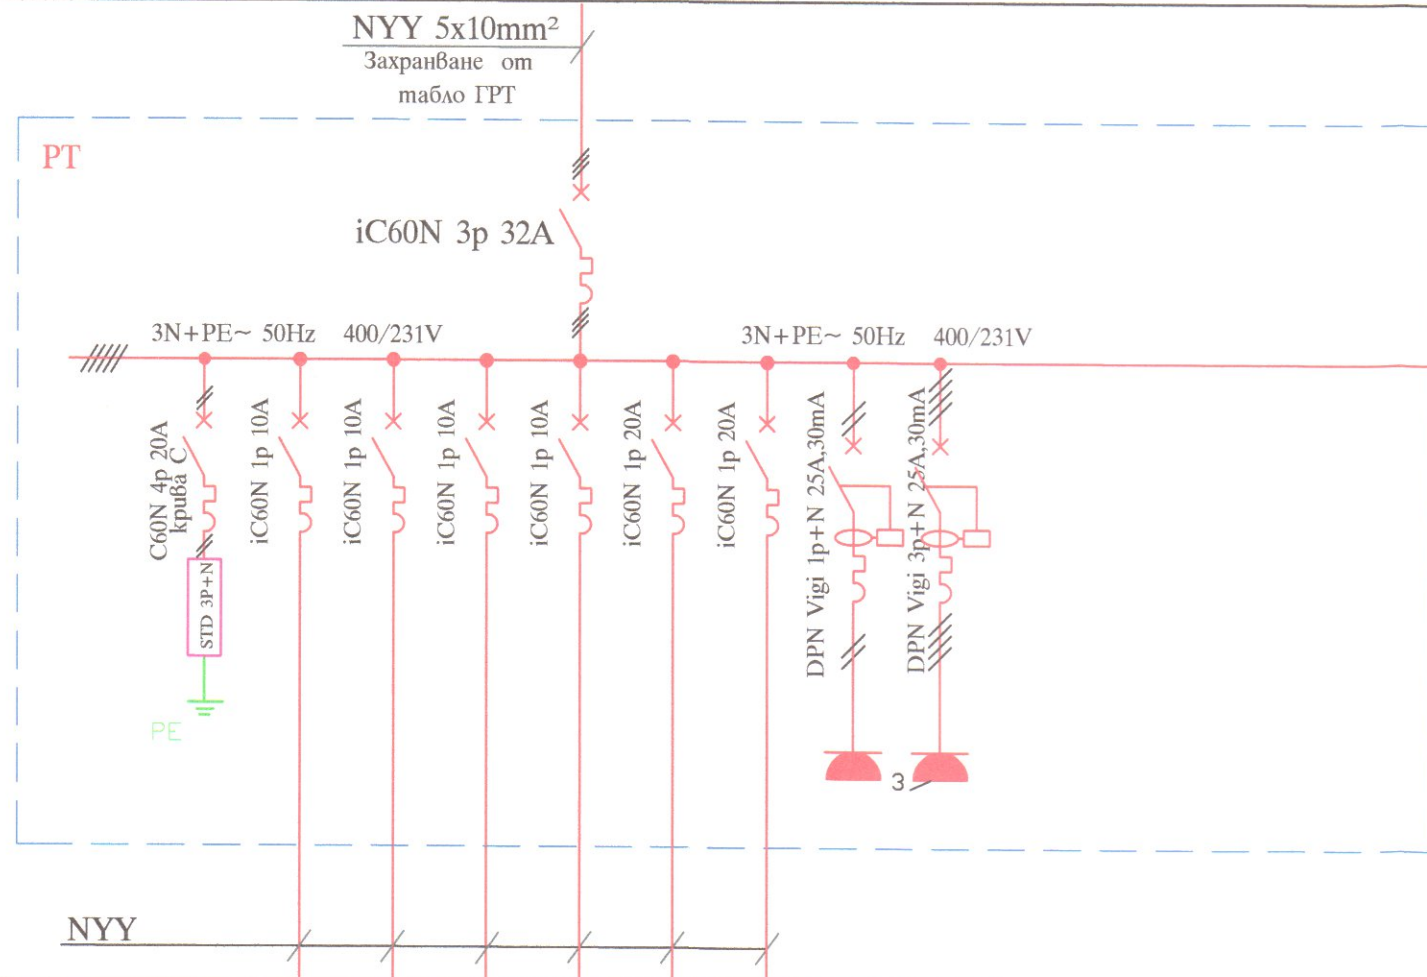 NYY 5x10mm²
Захранване от
табло ГРТ
PT
iC60N 3p 32A
3N+PE~ 50Hz 400/231V
3N+PE~ 50Hz 400/231V
C60N 4p 20A
крива C
iC60N 1p 10A
iC60N 1p 10A
iC60N 1p 10A
iC60N 1p 10A
iC60N 1p 20A
iC60N 1p 20A
DPN Vigi 1p+N 25A,30mA
DPN Vigi 3p+N 25A,30mA
STD 3P+N
PE
3
NYY